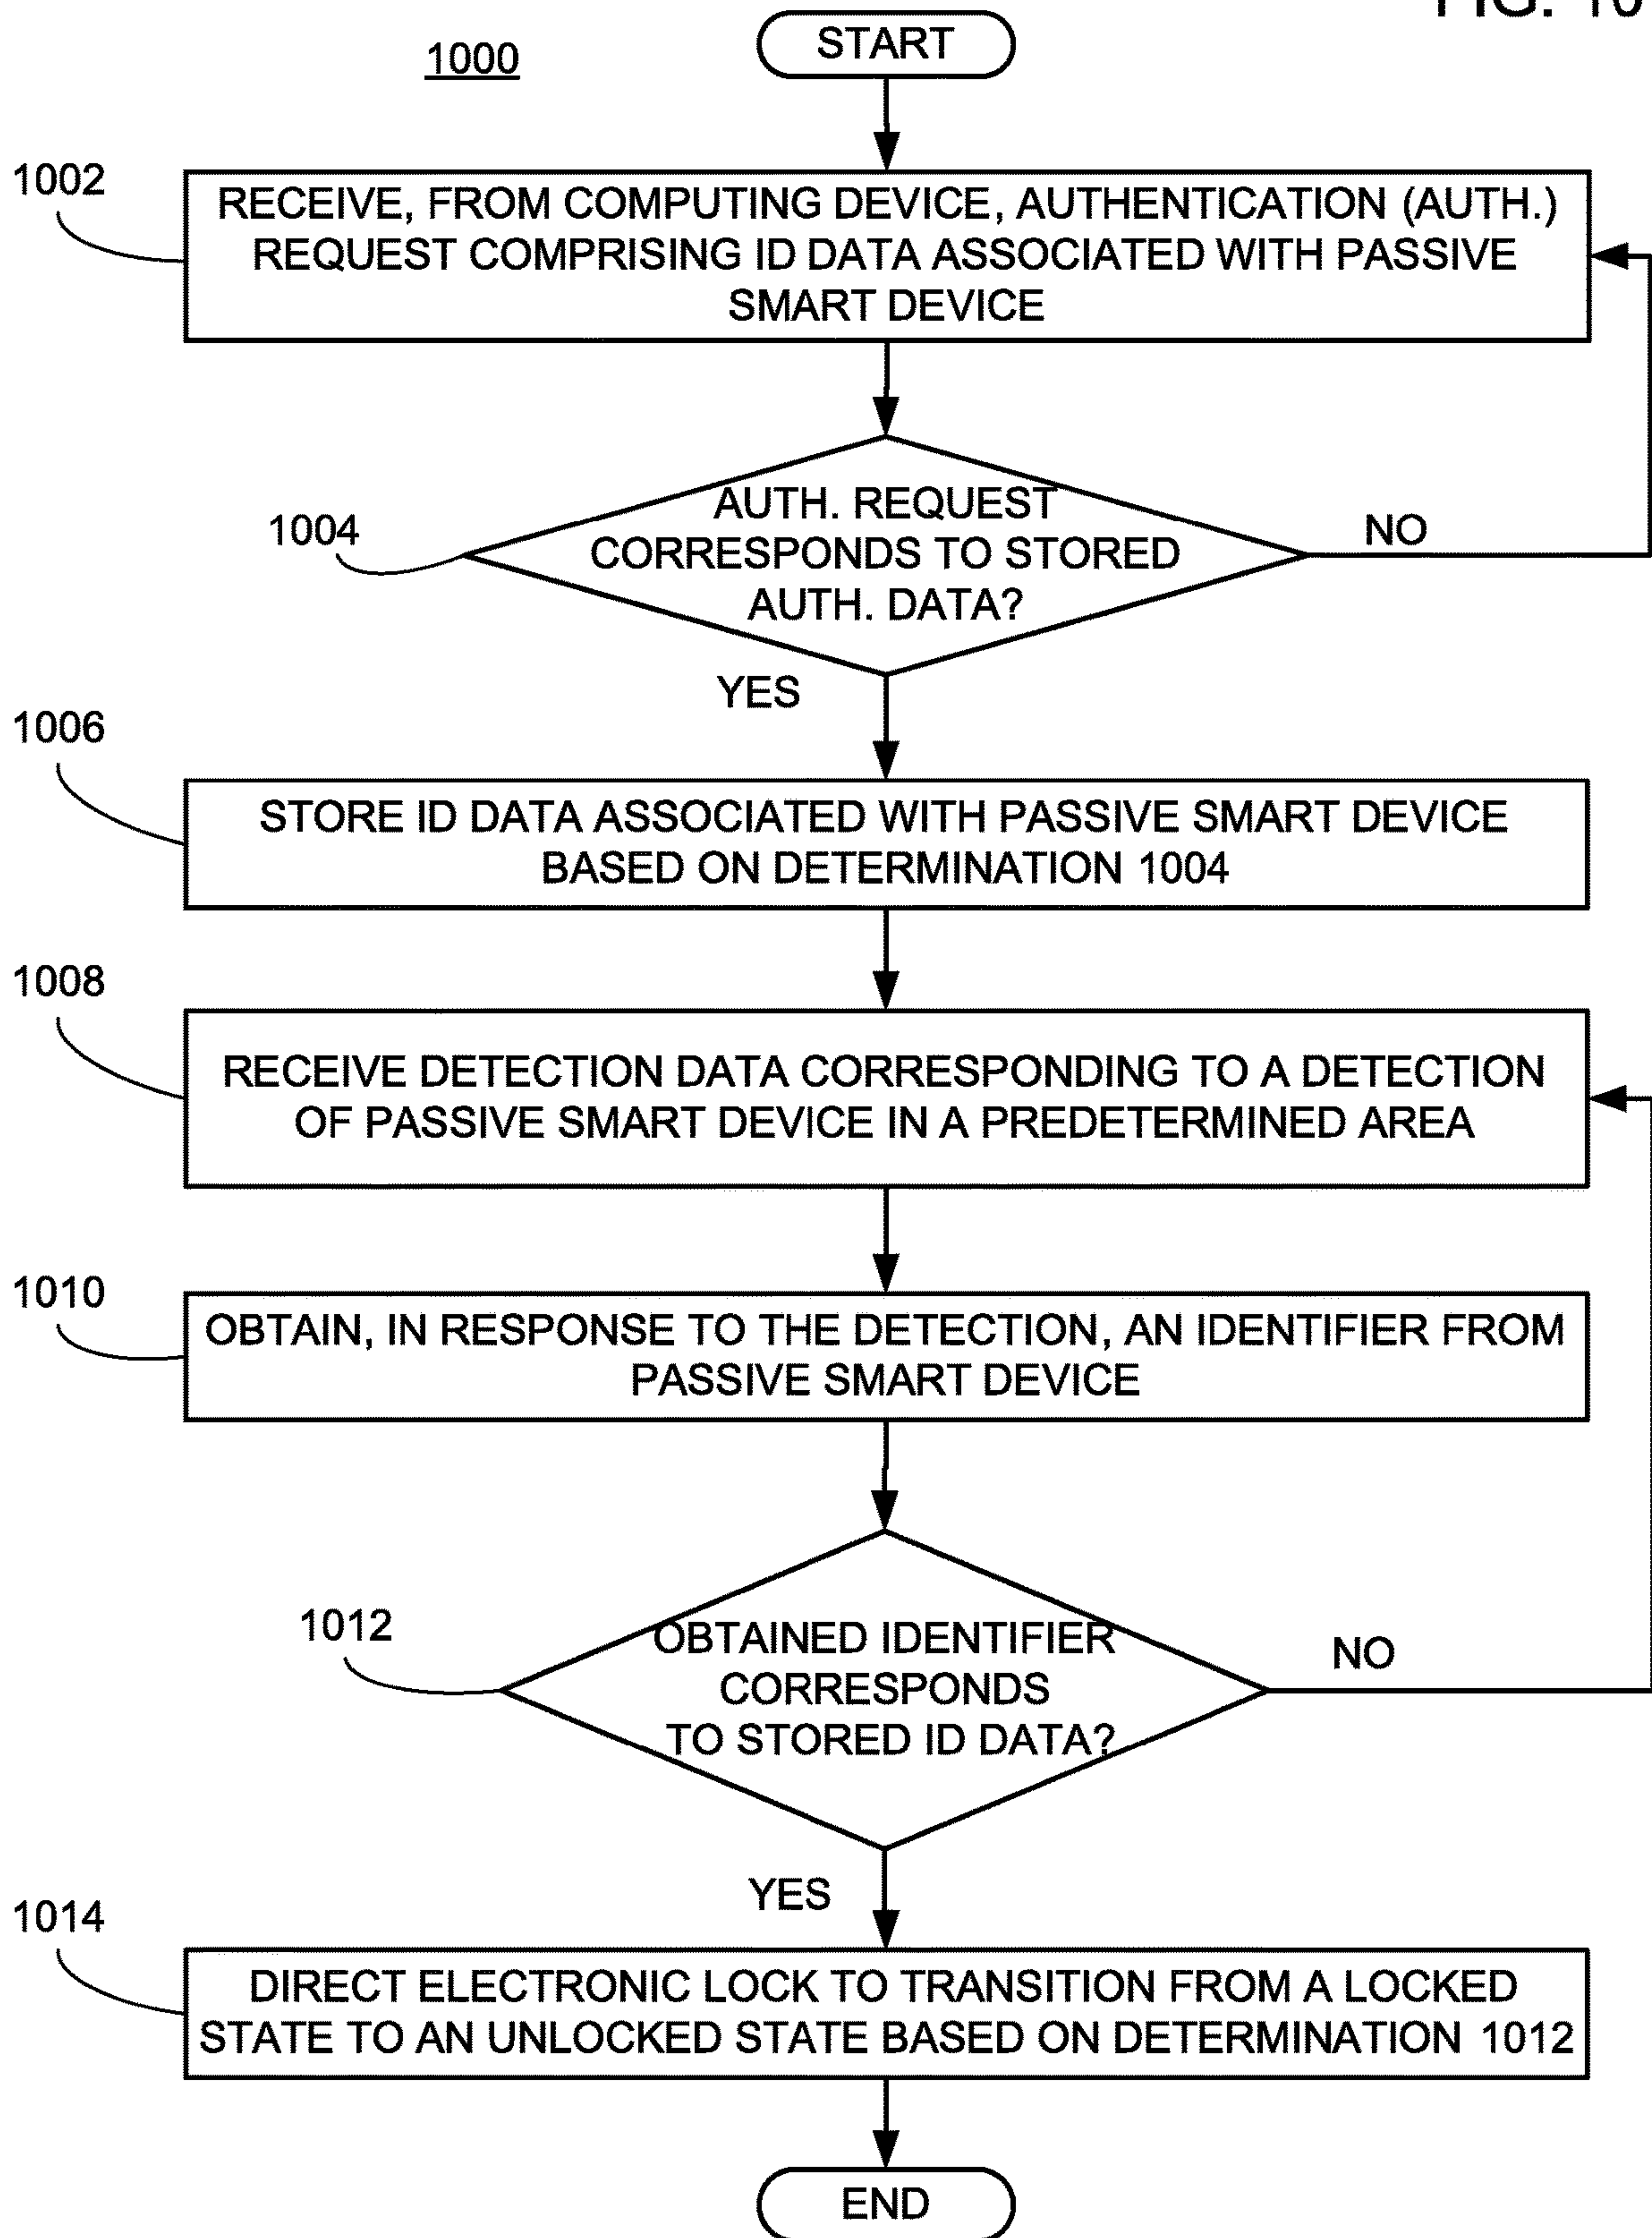 FIG. 10
1000
START
1002
RECEIVE, FROM COMPUTING DEVICE, AUTHENTICATION (AUTH.)
REQUEST COMPRISING ID DATA ASSOCIATED WITH PASSIVE
SMART DEVICE
1004
AUTH. REQUEST
CORRESPONDS TO STORED
AUTH. DATA?
NO
YES
1006
STORE ID DATA ASSOCIATED WITH PASSIVE SMART DEVICE
BASED ON DETERMINATION 1004
1008
RECEIVE DETECTION DATA CORRESPONDING TO A DETECTION
OF PASSIVE SMART DEVICE IN A PREDETERMINED AREA
1010
OBTAIN, IN RESPONSE TO THE DETECTION, AN IDENTIFIER FROM
PASSIVE SMART DEVICE
1012
OBTAINED IDENTIFIER
CORRESPONDS
TO STORED ID DATA?
NO
YES
1014
DIRECT ELECTRONIC LOCK TO TRANSITION FROM A LOCKED
STATE TO AN UNLOCKED STATE BASED ON DETERMINATION 1012
END